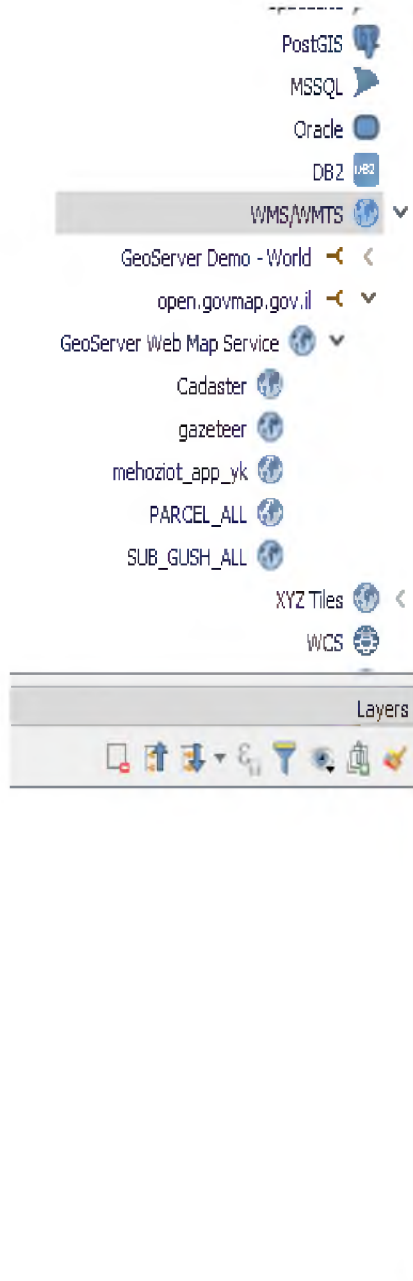 PostGIS
MSSQL
Oracle
DB2
DB2
WMS/WMTS
GeoServer Demo - World
open.govmap.gov.il
GeoServer Web Map Service
Cadaster
gazeteer
mehoziot_app_yk
PARCEL_ALL
SUB_GUSH_ALL
XYZ Tiles
WCS
Layers